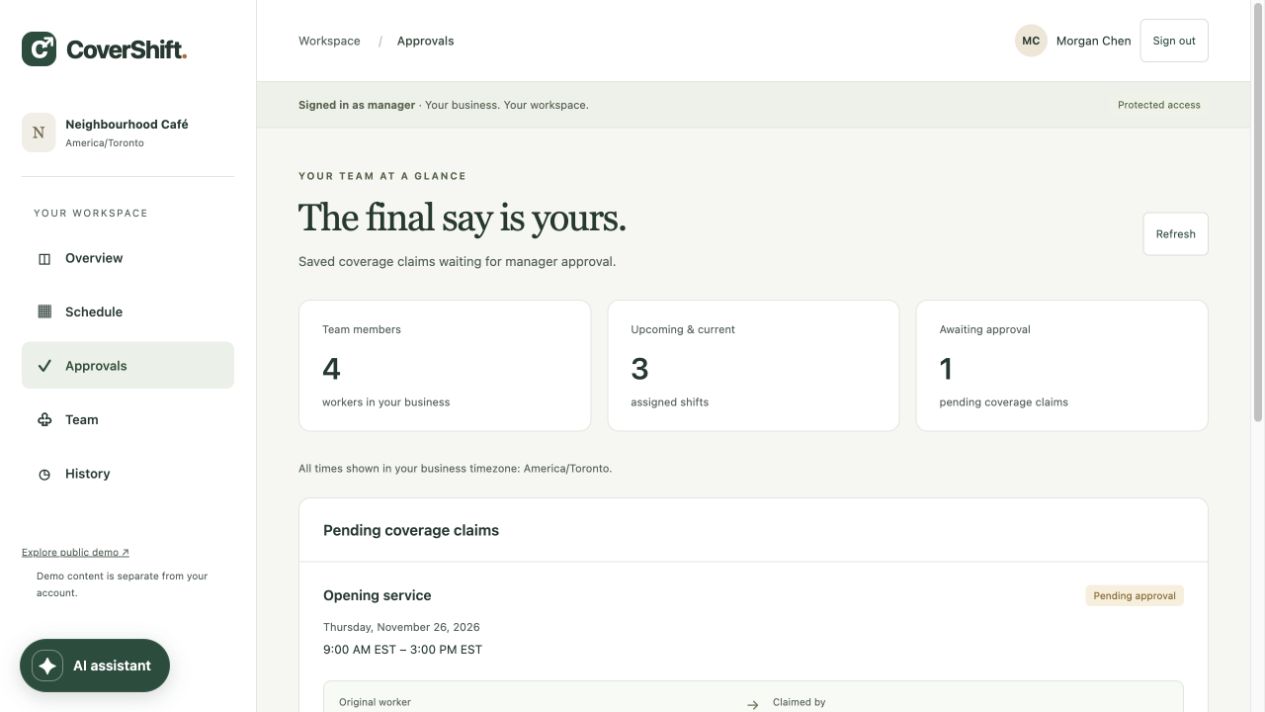 CoverShift.
N
Neighbourhood Café
America/Toronto
YOUR WORKSPACE
Overview
Schedule
Approvals
Team
History
Explore public demo ↗
Demo content is separate from your
account.
AI assistant
Workspace / Approvals
MC Morgan Chen Sign out
Signed in as manager · Your business. Your workspace. Protected access
YOUR TEAM AT A GLANCE
The final say is yours.
Saved coverage claims waiting for manager approval.
Refresh
Team members
4
workers in your business
Upcoming & current
3
assigned shifts
Awaiting approval
1
pending coverage claims
All times shown in your business timezone: America/Toronto.
Pending coverage claims
Opening service Pending approval
Thursday, November 26, 2026
9:00 AM EST – 3:00 PM EST
Original worker → Claimed by